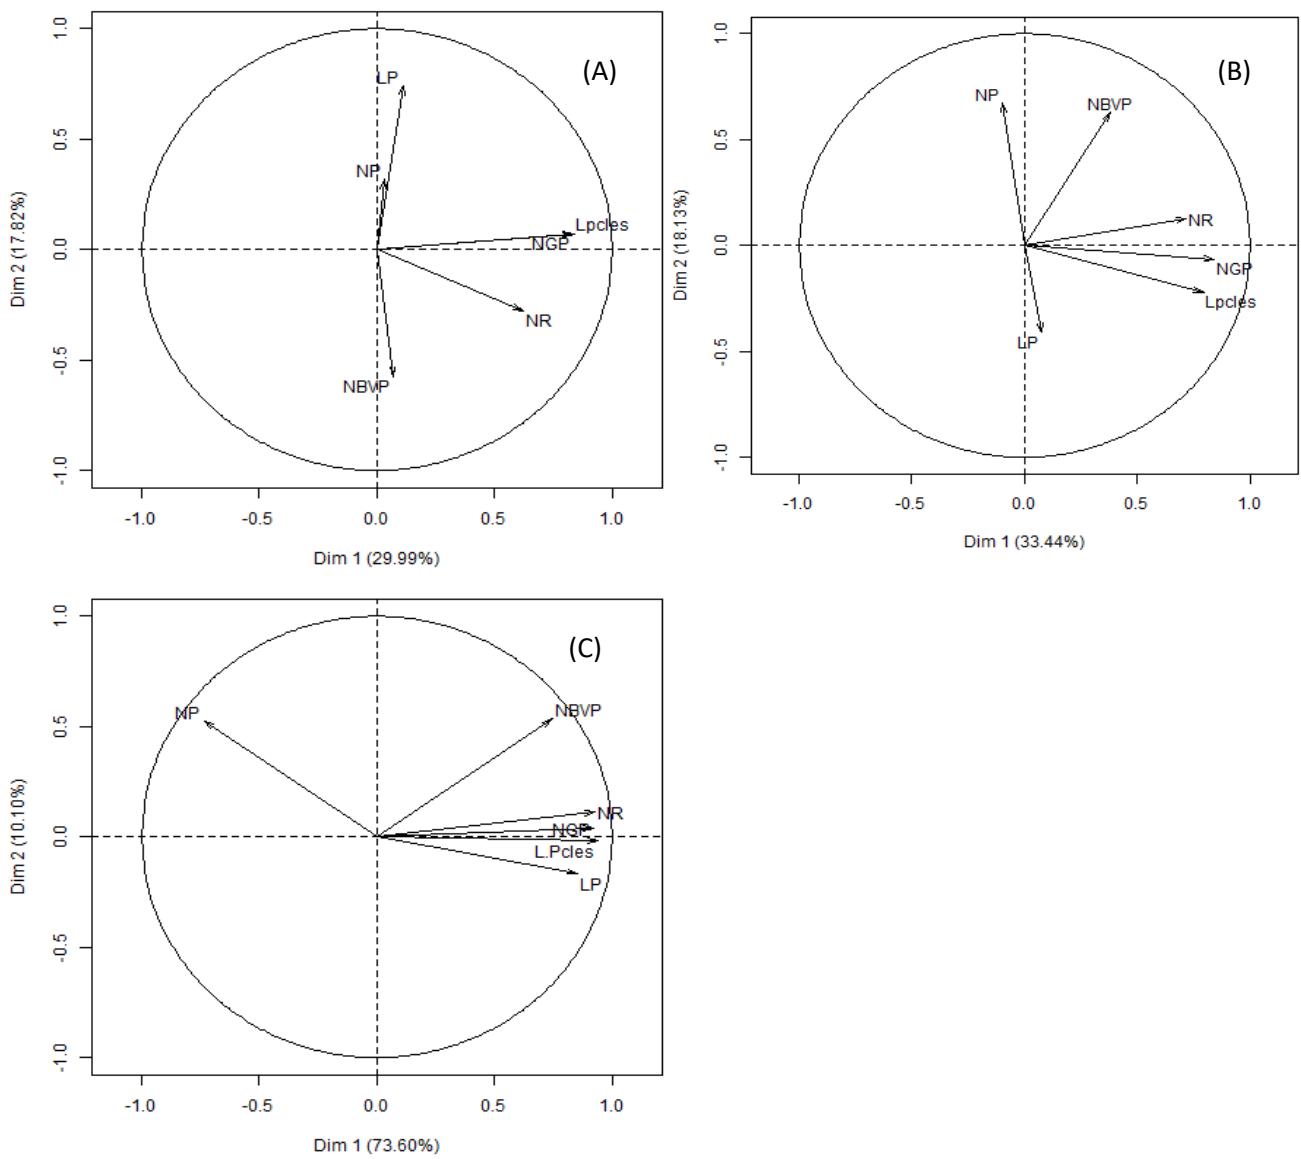 (A)
1.0
0.5
0.0
-0.5
-1.0
Dim 2 (17.82%)
LP
NP
Lpcles
NGP
NR
NBVP
-1.0 -0.5 0.0 0.5 1.0
Dim 1 (29.99%)
(B)
1.0
0.5
0.0
-0.5
-1.0
Dim 2 (18.13%)
NP
NBVP
NR
NGP
Lpcles
LP
-1.0 -0.5 0.0 0.5 1.0
Dim 1 (33.44%)
(C)
1.0
0.5
0.0
-0.5
-1.0
Dim 2 (10.10%)
NP
NBVP
NR
NGP
L.Pcles
LP
-1.0 -0.5 0.0 0.5 1.0
Dim 1 (73.60%)